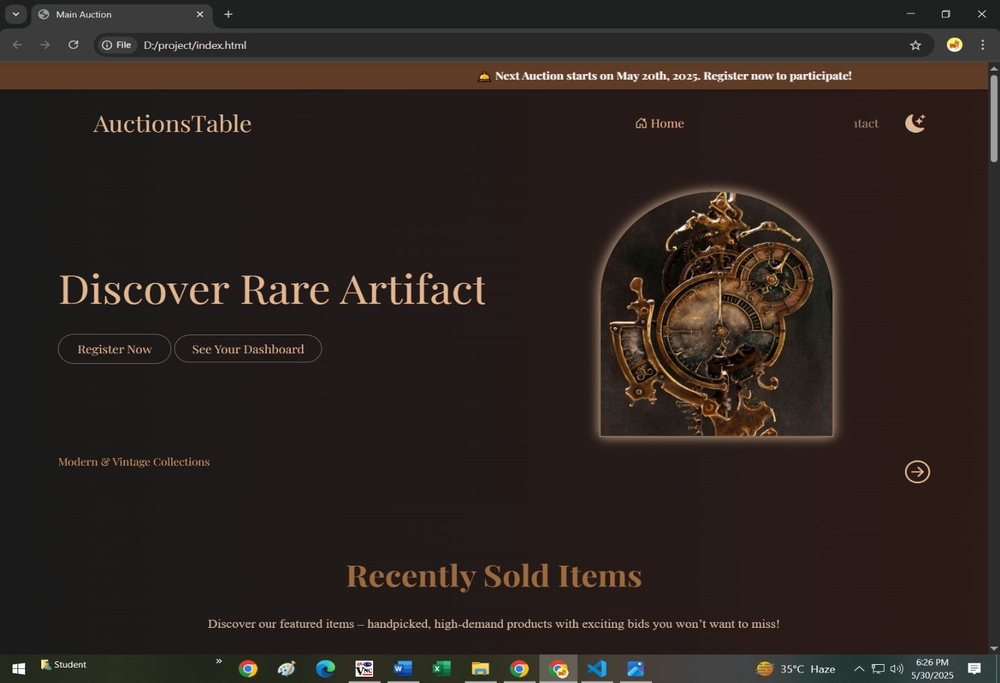 Main Auction
File D:/project/index.html
Next Auction starts on May 20th, 2025. Register now to participate!
AuctionsTable
Home
ntact
Discover Rare Artifact
Register Now
See Your Dashboard
Modern & Vintage Collections
Recently Sold Items
Discover our featured items – handpicked, high-demand products with exciting bids you won’t want to miss!
Student
VNC
35°C Haze
6:26 PM
5/30/2025